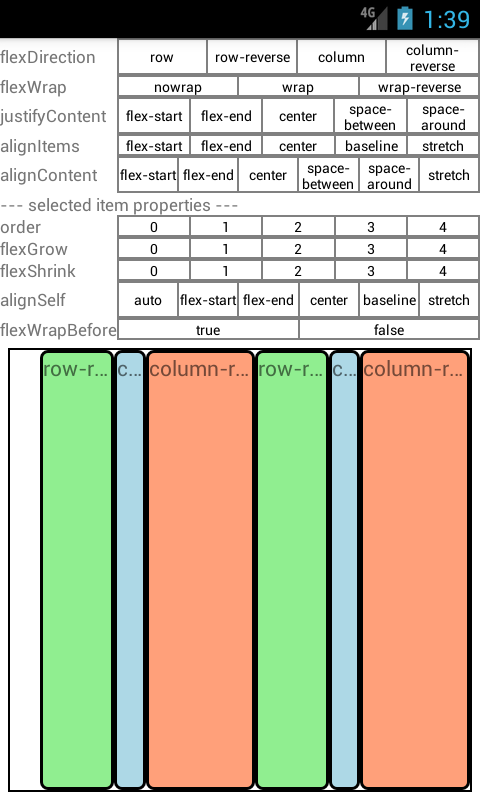 4G 1:39
flexDirection row row-reverse column column-reverse
flexWrap nowrap wrap wrap-reverse
justifyContent flex-start flex-end center space-between space-around
alignItems flex-start flex-end center baseline stretch
alignContent flex-start flex-end center space-between space-around stretch
--- selected item properties ---
order 0 1 2 3 4
flexGrow 0 1 2 3 4
flexShrink 0 1 2 3 4
alignSelf auto flex-start flex-end center baseline stretch
flexWrapBefore true false
row-r... c... column-r... row-r... c... column-r...